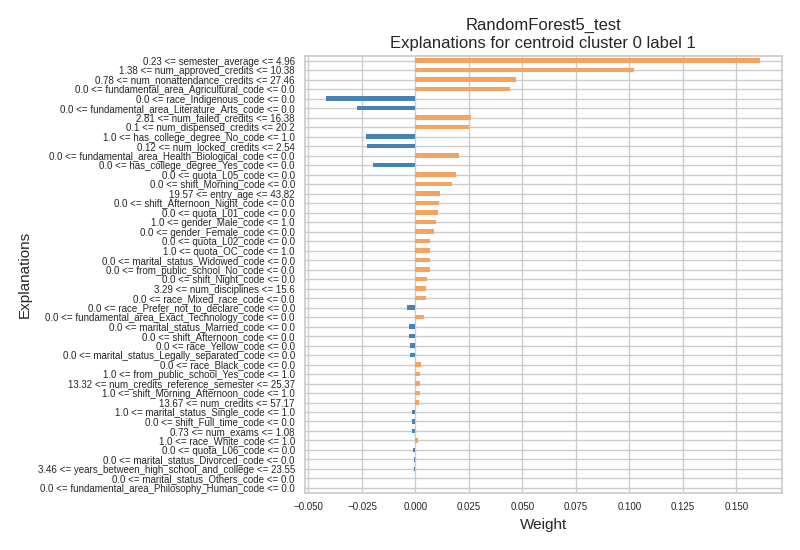 RandomForest5_test
Explanations for centroid cluster 0 label 1
0.23 <= semester_average <= 4.96
1.38 <= num_approved_credits <= 10.38
0.78 <= num_nonattendance_credits <= 27.46
0.0 <= fundamental_area_Agricultural_code <= 0.0
0.0 <= race_Indigenous_code <= 0.0
0.0 <= fundamental_area_Literature_Arts_code <= 0.0
2.81 <= num_failed_credits <= 16.38
0.1 <= num_dispensed_credits <= 20.2
1.0 <= has_college_degree_No_code <= 1.0
0.12 <= num_locked_credits <= 2.54
0.0 <= fundamental_area_Health_Biological_code <= 0.0
0.0 <= has_college_degree_Yes_code <= 0.0
0.0 <= quota_L05_code <= 0.0
0.0 <= shift_Morning_code <= 0.0
19.57 <= entry_age <= 43.82
0.0 <= shift_Afternoon_Night_code <= 0.0
0.0 <= quota_L01_code <= 0.0
1.0 <= gender_Male_code <= 1.0
0.0 <= gender_Female_code <= 0.0
0.0 <= quota_L02_code <= 0.0
1.0 <= quota_OC_code <= 1.0
0.0 <= marital_status_Widowed_code <= 0.0
0.0 <= from_public_school_No_code <= 0.0
0.0 <= shift_Night_code <= 0.0
3.29 <= num_disciplines <= 15.6
0.0 <= race_Mixed_race_code <= 0.0
0.0 <= race_Prefer_not_to_declare_code <= 0.0
0.0 <= fundamental_area_Exact_Technology_code <= 0.0
0.0 <= marital_status_Married_code <= 0.0
0.0 <= shift_Afternoon_code <= 0.0
0.0 <= race_Yellow_code <= 0.0
0.0 <= marital_status_Legally_separated_code <= 0.0
0.0 <= race_Black_code <= 0.0
1.0 <= from_public_school_Yes_code <= 1.0
13.32 <= num_credits_reference_semester <= 25.37
1.0 <= shift_Morning_Afternoon_code <= 1.0
13.67 <= num_credits <= 57.17
1.0 <= marital_status_Single_code <= 1.0
0.0 <= shift_Full_time_code <= 0.0
0.73 <= num_exams <= 1.08
1.0 <= race_White_code <= 1.0
0.0 <= quota_L06_code <= 0.0
0.0 <= marital_status_Divorced_code <= 0.0
3.46 <= years_between_high_school_and_college <= 23.55
0.0 <= marital_status_Others_code <= 0.0
0.0 <= fundamental_area_Philosophy_Human_code <= 0.0
Explanations
−0.050 −0.025 0.000 0.025 0.050 0.075 0.100 0.125 0.150
Weight